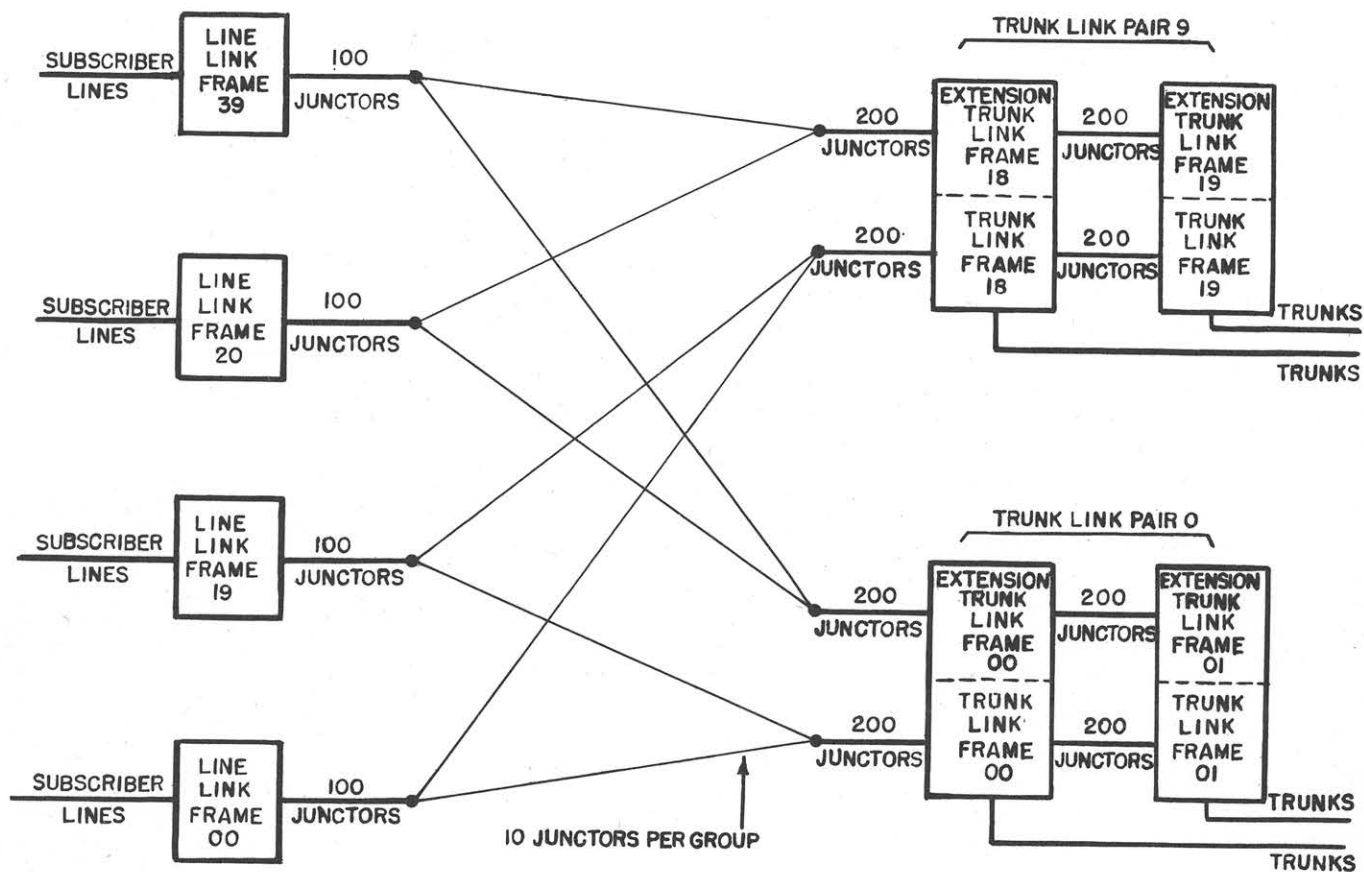 TRUNK LINK PAIR 9
SUBSCRIBER
LINES
LINE
LINK
FRAME
39
100
JUNCTORS
200
JUNCTORS
EXTENSION
TRUNK
LINK
FRAME
18
200
JUNCTORS
EXTENSION
TRUNK
LINK
FRAME
19
200
JUNCTORS
TRUNK
LINK
FRAME
18
200
JUNCTORS
TRUNK
LINK
FRAME
19
TRUNKS
TRUNKS
SUBSCRIBER
LINES
LINE
LINK
FRAME
20
100
JUNCTORS
SUBSCRIBER
LINES
LINE
LINK
FRAME
19
100
JUNCTORS
TRUNK LINK PAIR 0
200
JUNCTORS
EXTENSION
TRUNK
LINK
FRAME
00
200
JUNCTORS
EXTENSION
TRUNK
LINK
FRAME
01
200
JUNCTORS
TRUNK
LINK
FRAME
00
200
JUNCTORS
TRUNK
LINK
FRAME
01
TRUNKS
TRUNKS
SUBSCRIBER
LINES
LINE
LINK
FRAME
00
100
JUNCTORS
10 JUNCTORS PER GROUP